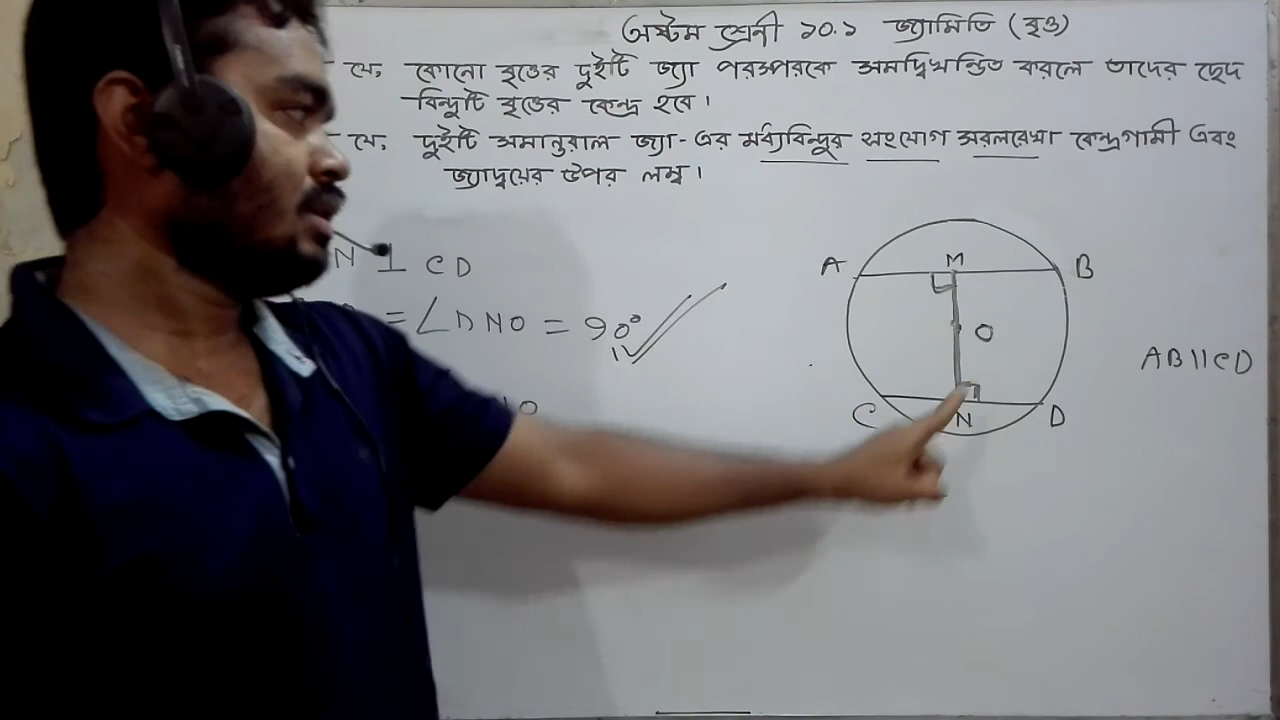 অষ্টম শ্রেনী ১০.১ জ্যামিতি (বৃত্ত)
যে, কোনো বৃত্তের দুইটি জ্যা পরস্পরকে সমদ্বিখন্ডিত করলে তাদের ছেদ
বিন্দুটি বৃত্তের কেন্দ্র হবে।
যে, দুইটি সমান্তরাল জ্যা-এর মধ্যবিন্দুর সংযোগ সরলরেখা কেন্দ্রগামী এবং
জ্যাদ্বয়ের উপর লম্ব।
N ⊥ CD
= ∠DNO = 90°
A M B
O
AB || CD
C N D